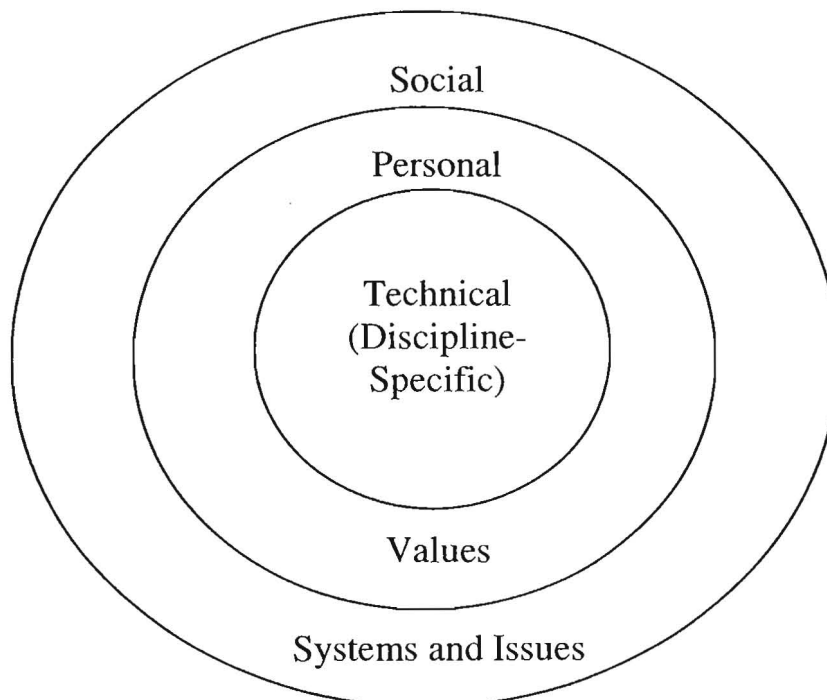 Social
Personal
Technical
(Discipline-
Specific)
Values
Systems and Issues